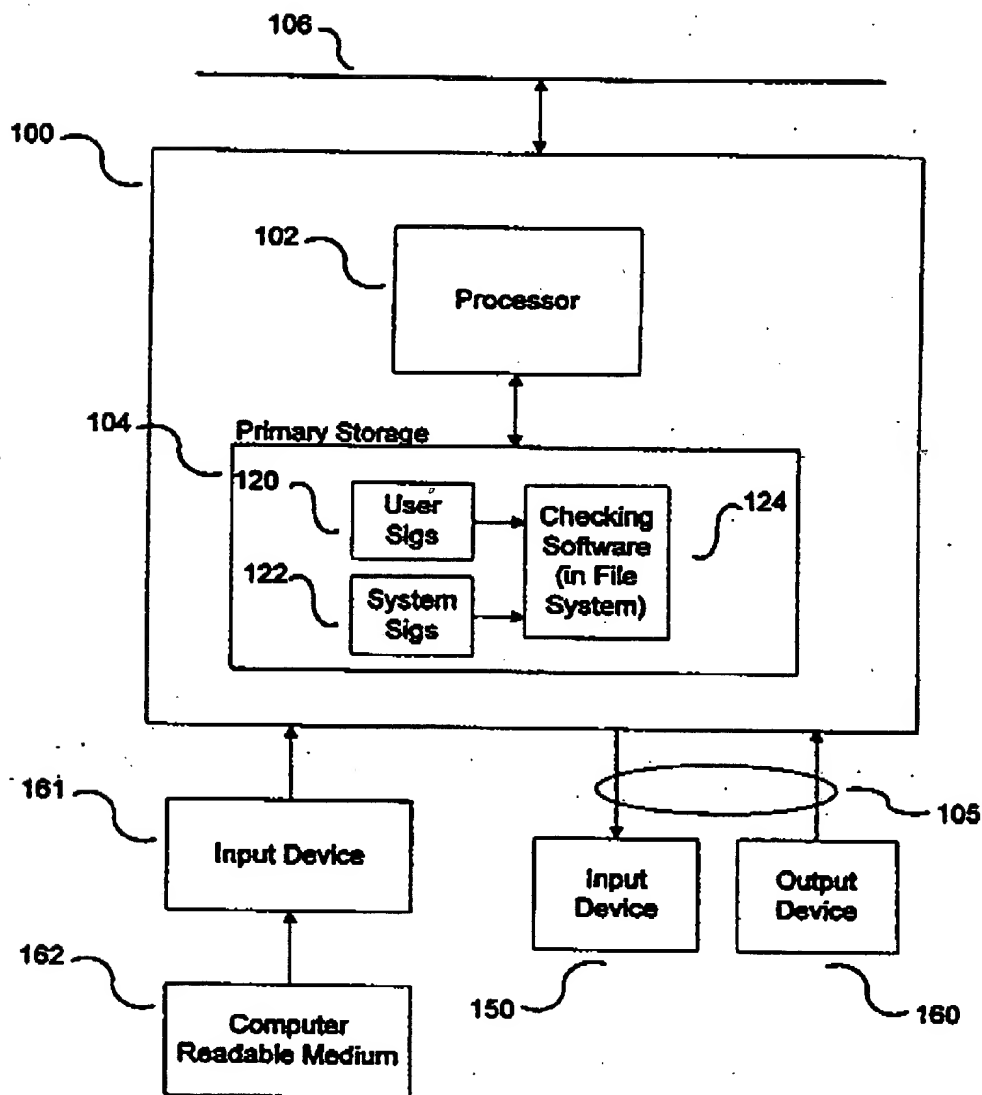 106
100
102
Processor
104
Primary Storage
120
User
Sigs
Checking
Software
(in File
System)
124
122
System
Sigs
161
Input Device
105
Input
Device
Output
Device
162
150
160
Computer
Readable Medium